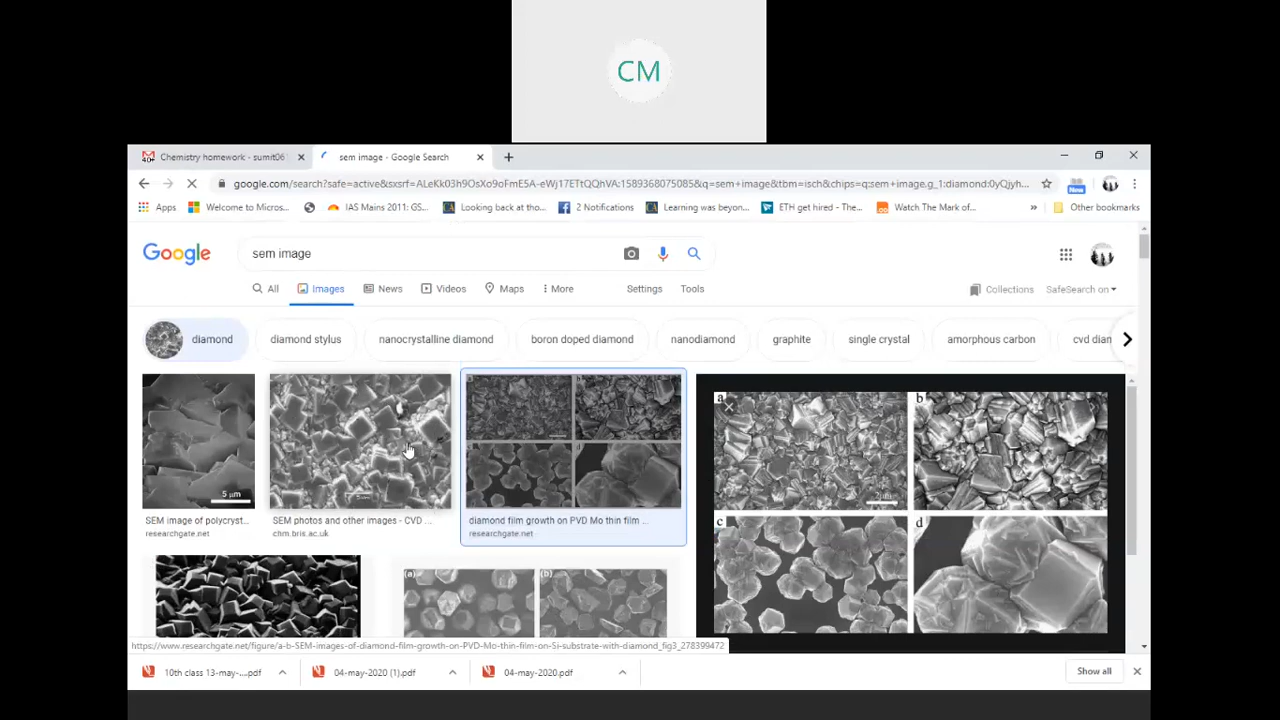 CM
Chemistry homework - sumit061
sem image - Google Search
google.com/search?safe=active&sxsrf=ALeKk03h9OsXo9oFmE5A-eWj17ETtQQhVA:1589368075085&q=sem+image&tbm=isch&chips=q:sem+image,g_1:diamond:0yQjyh...
New
Apps
Welcome to Micros...
IAS Mains 2011: GS...
Looking back at tho...
2 Notifications
Learning was beyon...
ETH get hired - The...
Watch The Mark of...
»
Other bookmarks
Google
sem image
All
Images
News
Videos
Maps
More
Settings
Tools
Collections
SafeSearch on
diamond
diamond stylus
nanocrystalline diamond
boron doped diamond
nanodiamond
graphite
single crystal
amorphous carbon
cvd diam
5 μm
SEM image of polycryst...
researchgate.net
SEM photos and other images - CVD ...
chm.bris.ac.uk
diamond film growth on PVD Mo thin film ...
researchgate.net
a
b
2μm
c
d
(a)
(b)
https://www.researchgate.net/figure/a-b-SEM-images-of-diamond-film-growth-on-PVD-Mo-thin-film-on-Si-substrate-with-diamond_fig3_278399472
10th class 13-may-....pdf
04-may-2020 (1).pdf
04-may-2020.pdf
Show all